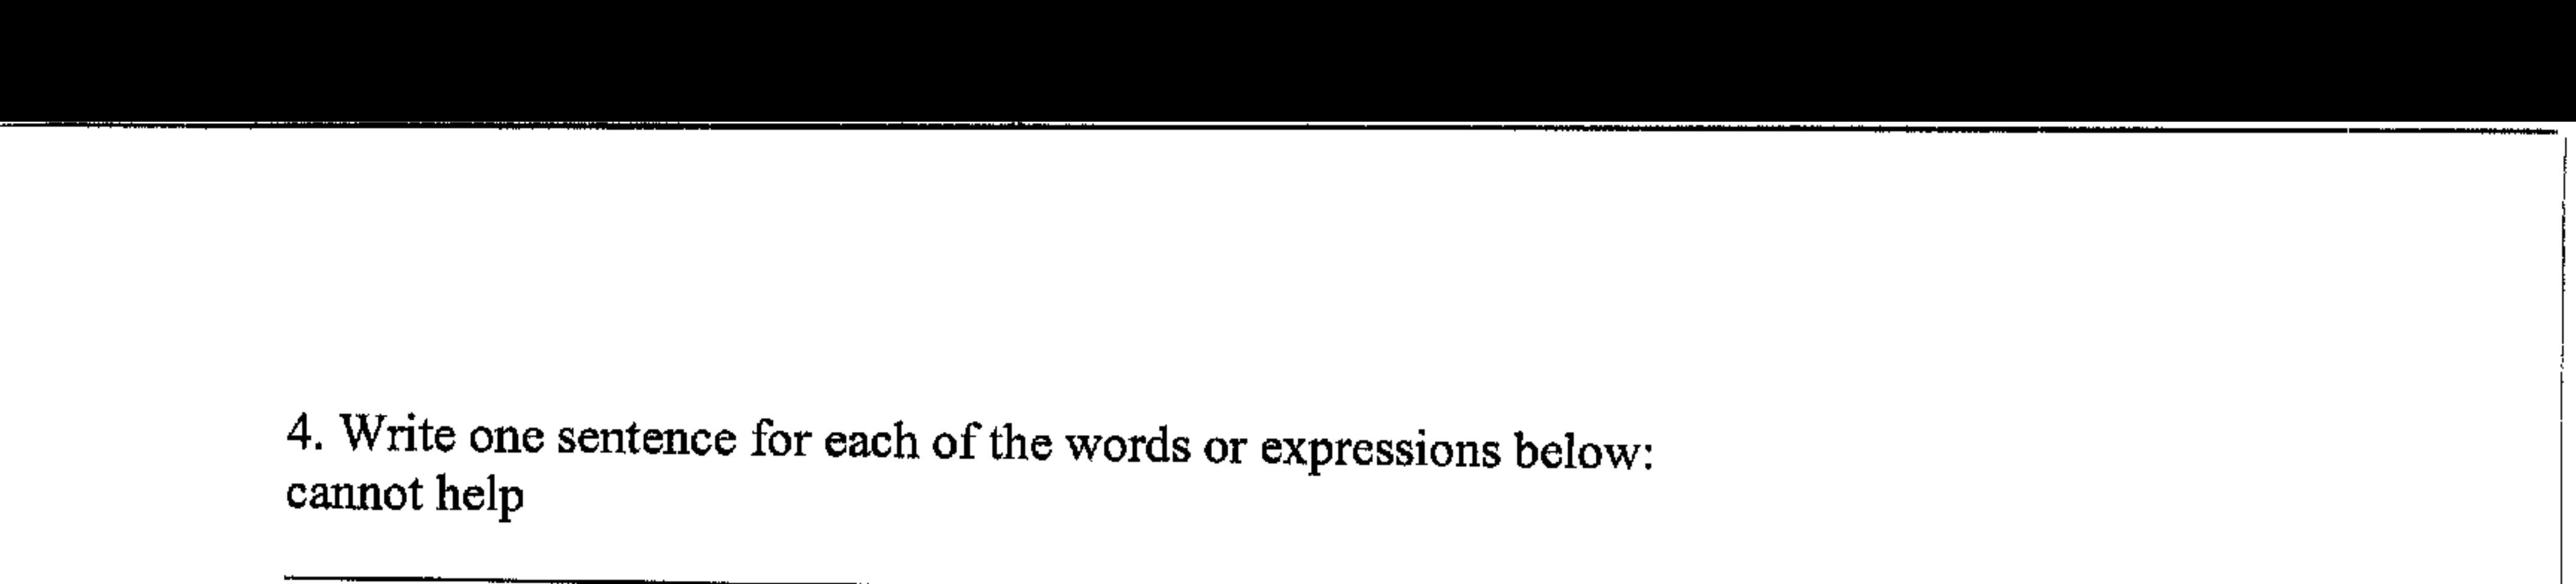 4. Write one sentence for each of the words or expressions below:
cannot help